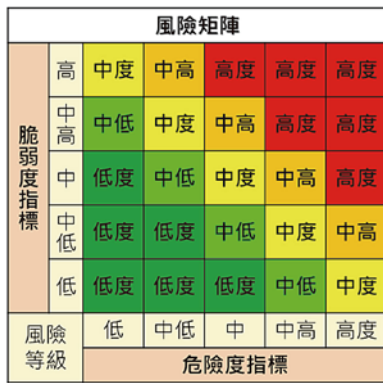 風險矩陣
脆弱度指標
高 中度 中高 高度 高度 高度
中高 中低 中度 中高 高度 高度
中 低度 中低 中度 中高 高度
中低 低度 低度 中低 中度 中高
低 低度 低度 低度 中低 中度
風險等級 低 中低 中 中高 高度
危險度指標